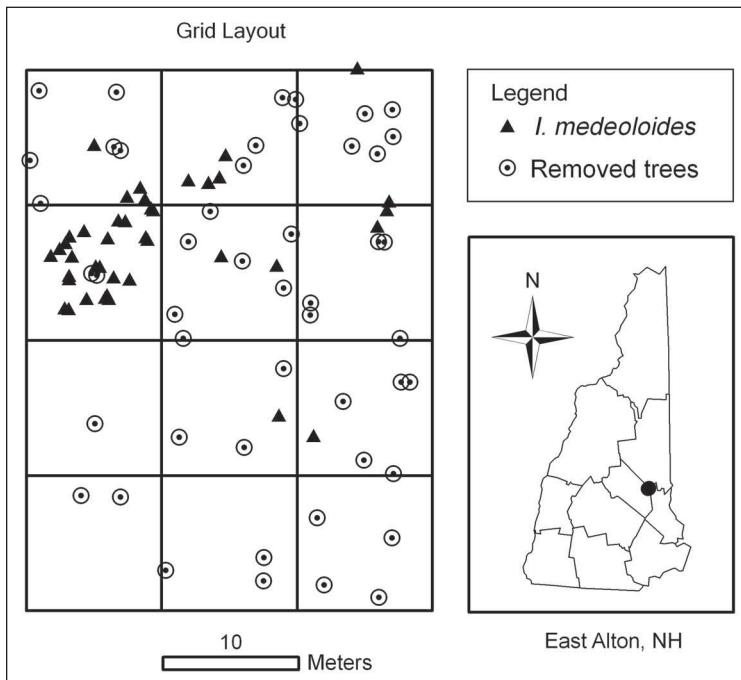 Grid Layout
Legend
I. medeoloides
Removed trees
N
10
Meters
East Alton, NH